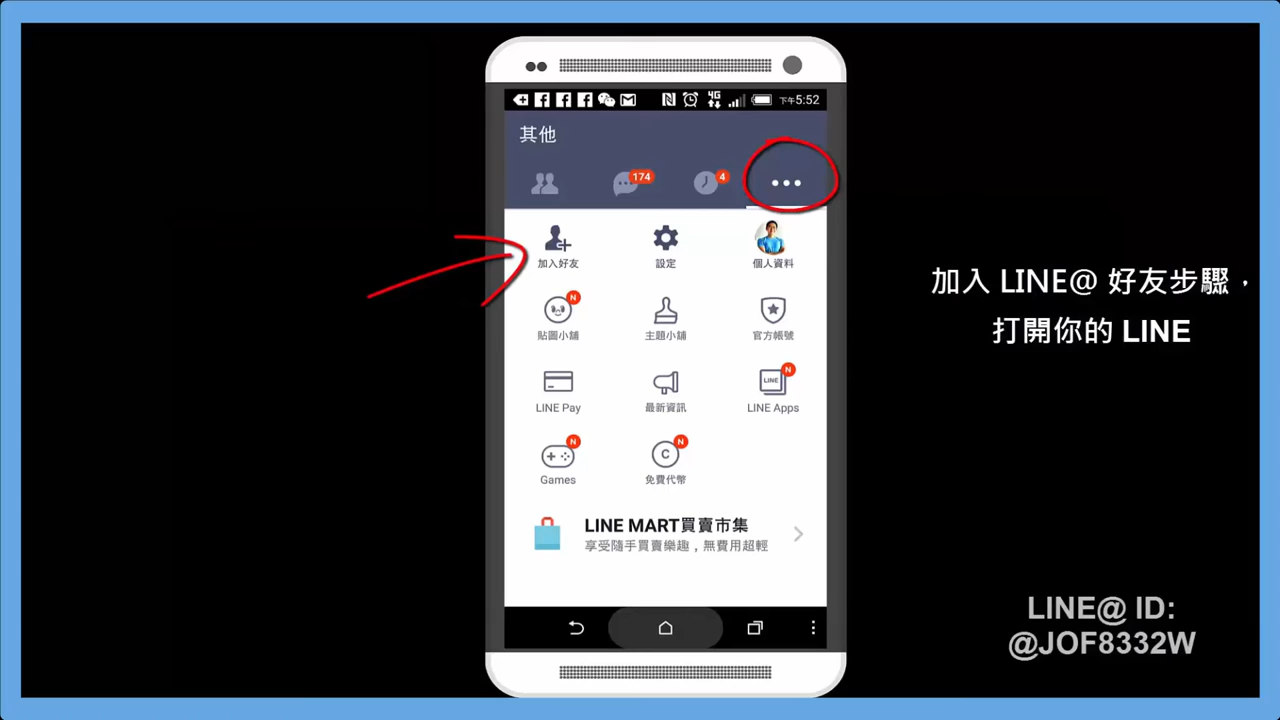 下午5:52
其他
174
4
加入好友
設定
個人資料
N
貼圖小舖
主題小舖
官方帳號
LINE
N
LINE Pay
最新資訊
LINE Apps
N
C
N
Games
免費代幣
LINE MART買賣市集
享受隨手買賣樂趣，無費用超輕
加入 LINE@ 好友步驟，
打開你的 LINE
LINE@ ID:
@JOF8332W